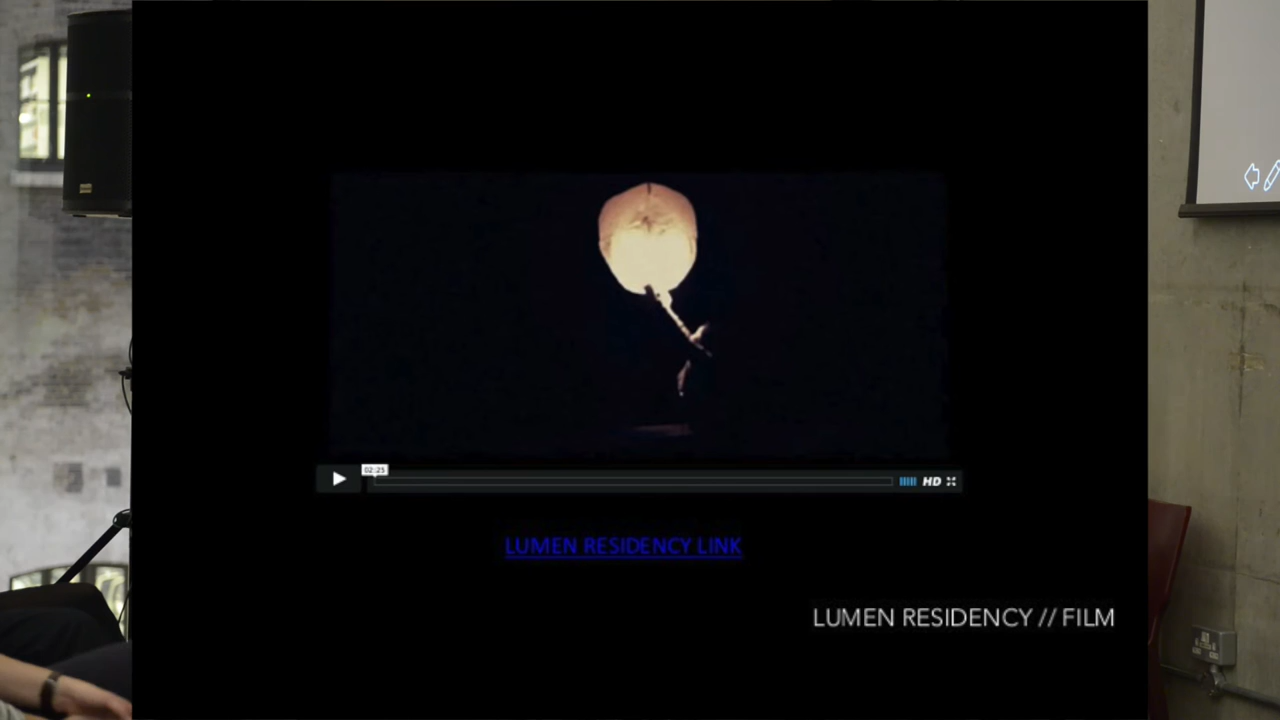 02:25
HD
LUMEN RESIDENCY LINK
LUMEN RESIDENCY // FILM